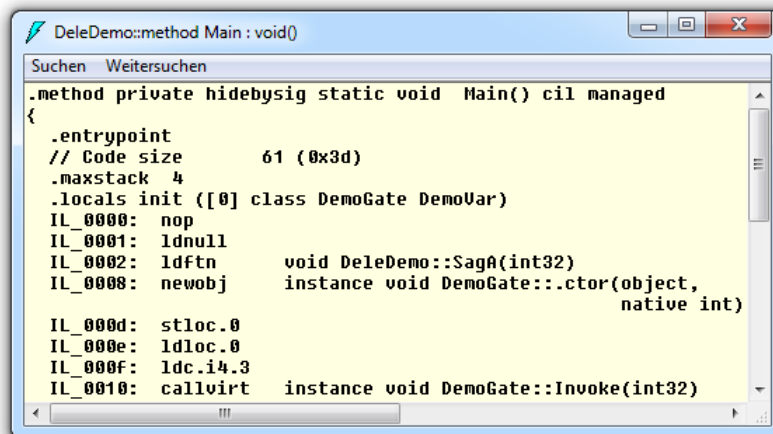 DeleDemo::method Main : void()
Suchen Weitersuchen
.method private hidebysig static void  Main() cil managed
{
  .entrypoint
  // Code size       61 (0x3d)
  .maxstack  4
  .locals init ([0] class DemoGate DemoVar)
  IL_0000:  nop
  IL_0001:  ldnull
  IL_0002:  ldftn      void DeleDemo::SagA(int32)
  IL_0008:  newobj     instance void DemoGate::.ctor(object,
                                                     native int)
  IL_000d:  stloc.0
  IL_000e:  ldloc.0
  IL_000f:  ldc.i4.3
  IL_0010:  callvirt   instance void DemoGate::Invoke(int32)